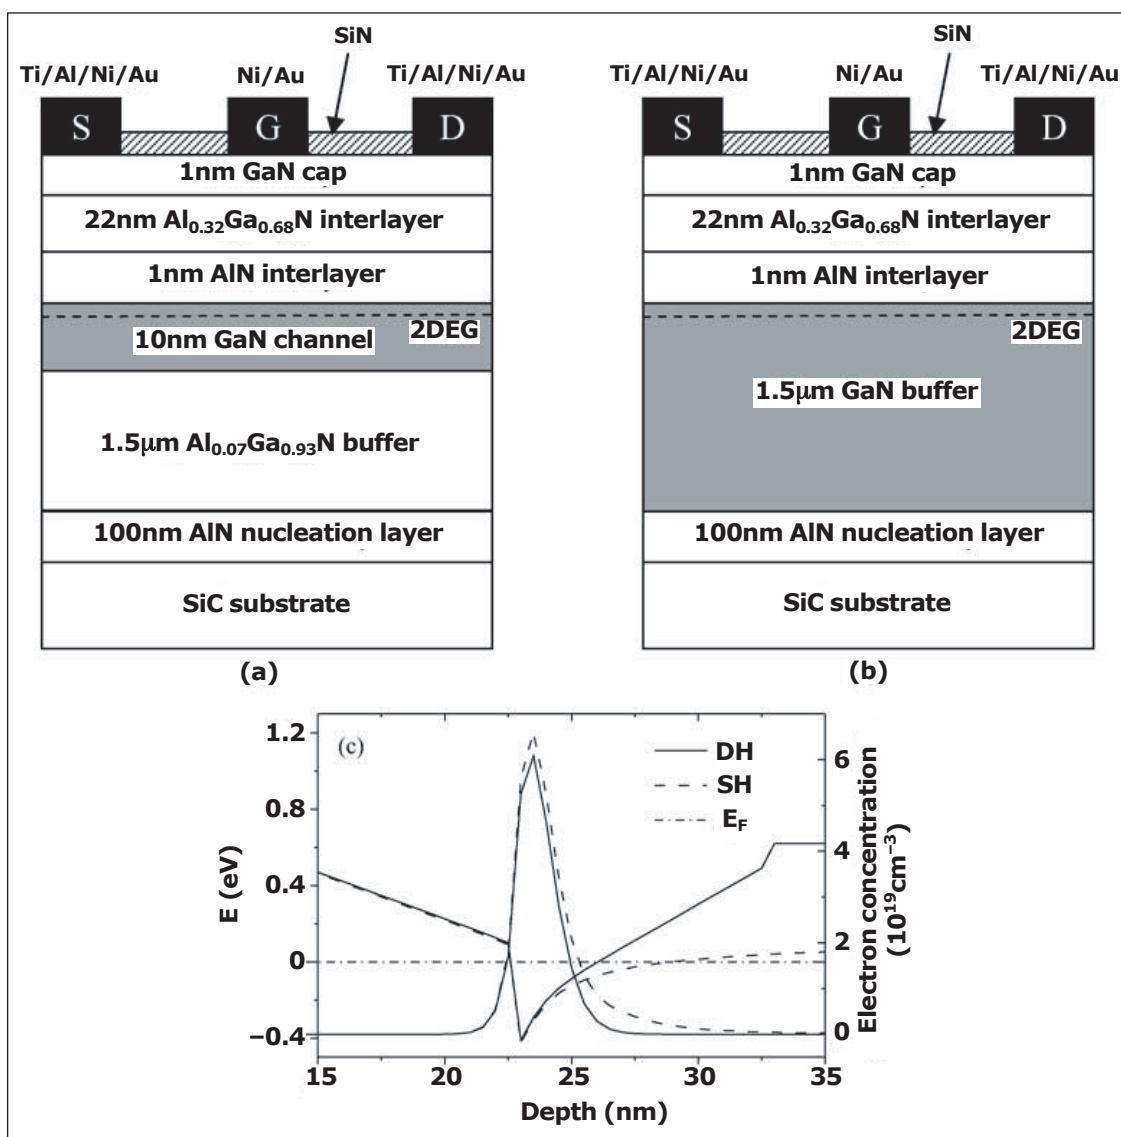 SiN
Ti/Al/Ni/Au Ni/Au Ti/Al/Ni/Au
S G D
1nm GaN cap
22nm Al₀.₃₂Ga₀.₆₈N interlayer
1nm AlN interlayer
2DEG
10nm GaN channel
1.5μm Al₀.₀₇Ga₀.₉₃N buffer
100nm AlN nucleation layer
SiC substrate
(a)
SiN
Ti/Al/Ni/Au Ni/Au Ti/Al/Ni/Au
S G D
1nm GaN cap
22nm Al₀.₃₂Ga₀.₆₈N interlayer
1nm AlN interlayer
2DEG
1.5μm GaN buffer
100nm AlN nucleation layer
SiC substrate
(b)
(c)
DH
SH
E_F
E (eV)
1.2
0.8
0.4
0
−0.4
15 20 25 30 35
Depth (nm)
6
4
2
0
Electron concentration
(10¹⁹cm⁻³)